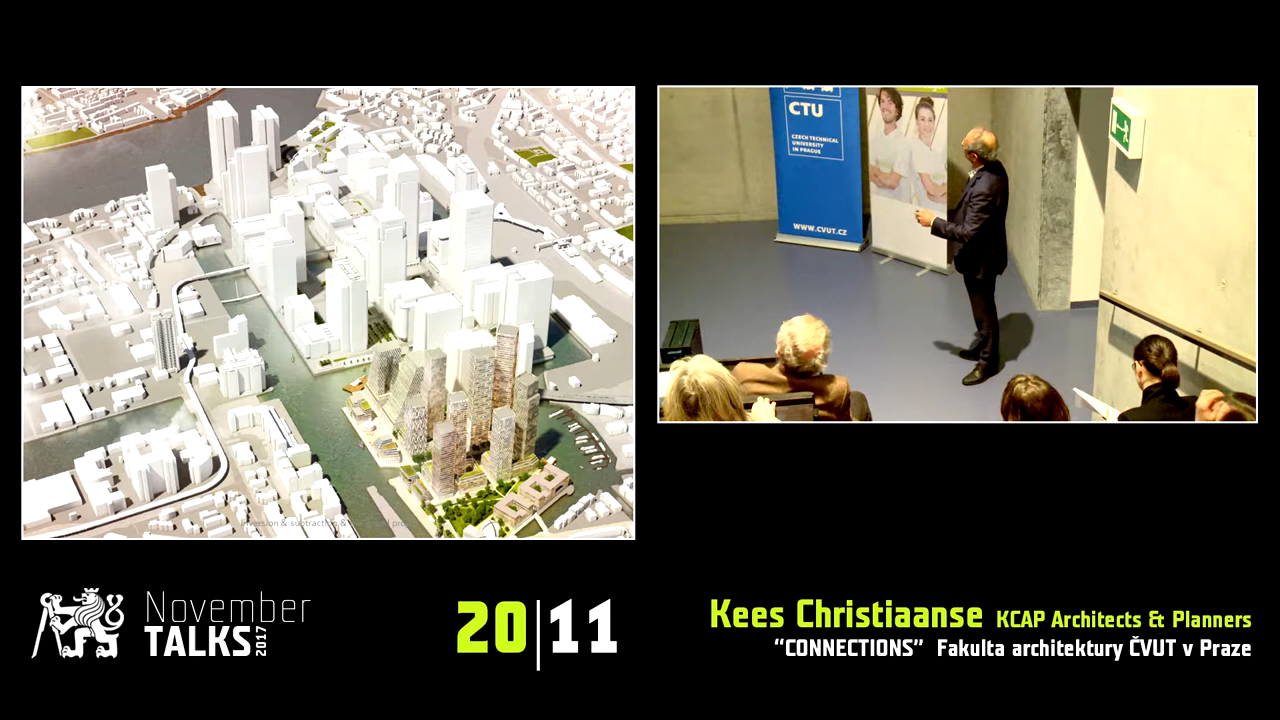 CTU
CZECH TECHNICAL
UNIVERSITY
IN PRAGUE
WWW.CVUT.CZ
November
TALKS 2017
20|11
Kees Christiaanse KCAP Architects & Planners
“CONNECTIONS” Fakulta architektury ČVUT v Praze